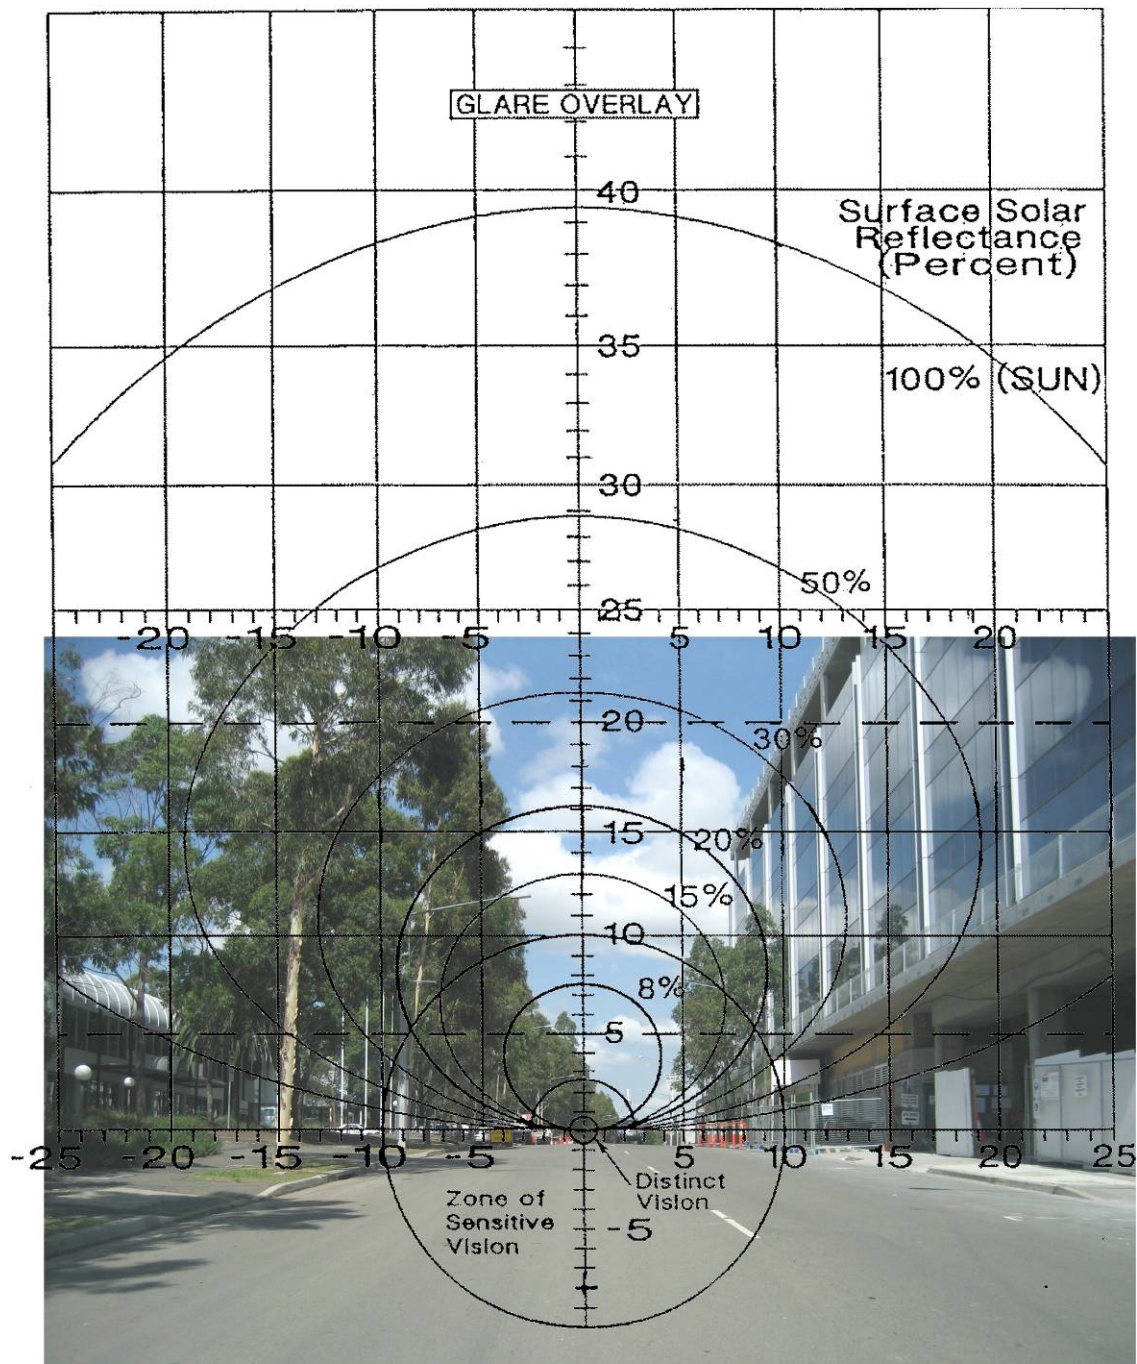 GLARE OVERLAY
40
Surface Solar
Reflectance
(Percent)
35
100% (SUN)
30
50%
25
-20 -15 -10 -5 5 10 15 20
20
30%
15
20%
15%
10
8%
5
-25 -20 -15 -10 -5 5 10 15 20 25
Distinct
Vision
Zone of
Sensitive
Vision
-5